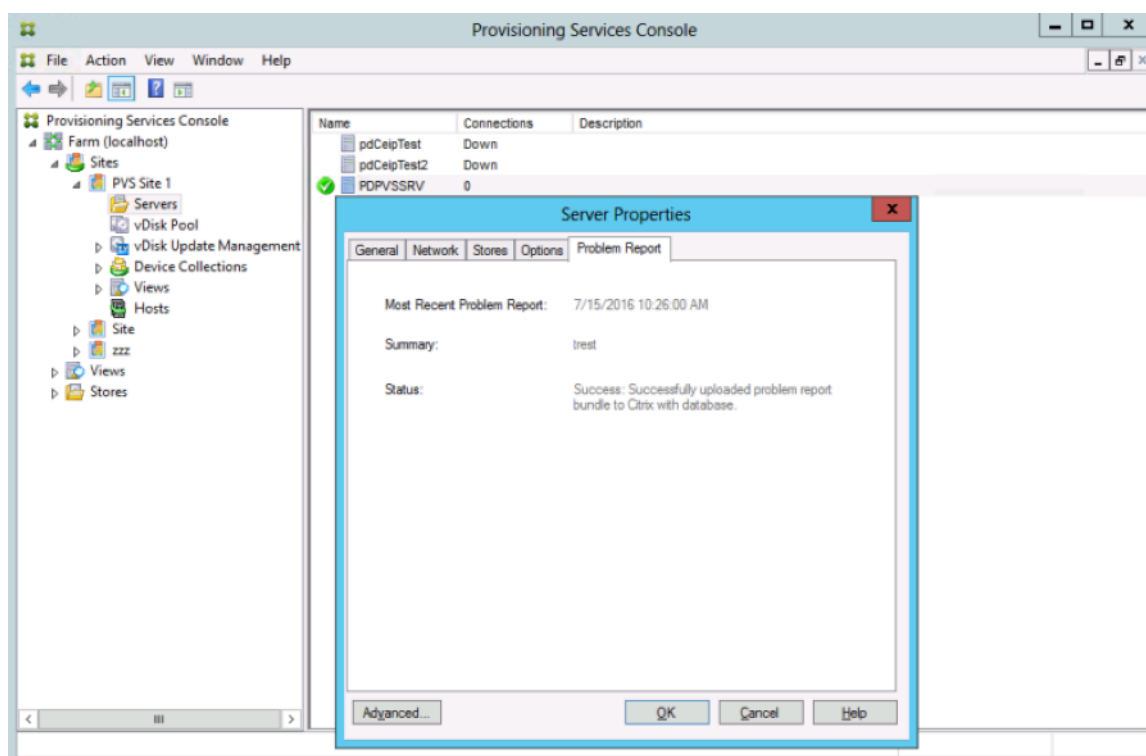 Provisioning Services Console
File Action View Window Help
Provisioning Services Console
Farm (localhost)
Sites
PVS Site 1
Servers
vDisk Pool
vDisk Update Management
Device Collections
Views
Hosts
Site
zzz
Views
Stores
Name Connections Description
pdCeipTest Down
pdCeipTest2 Down
PDPVSSRV 0
Server Properties
General Network Stores Options Problem Report
Most Recent Problem Report: 7/15/2016 10:26:00 AM
Summary: trest
Status: Success: Successfully uploaded problem report
bundle to Citrix with database.
Advanced... OK Cancel Help